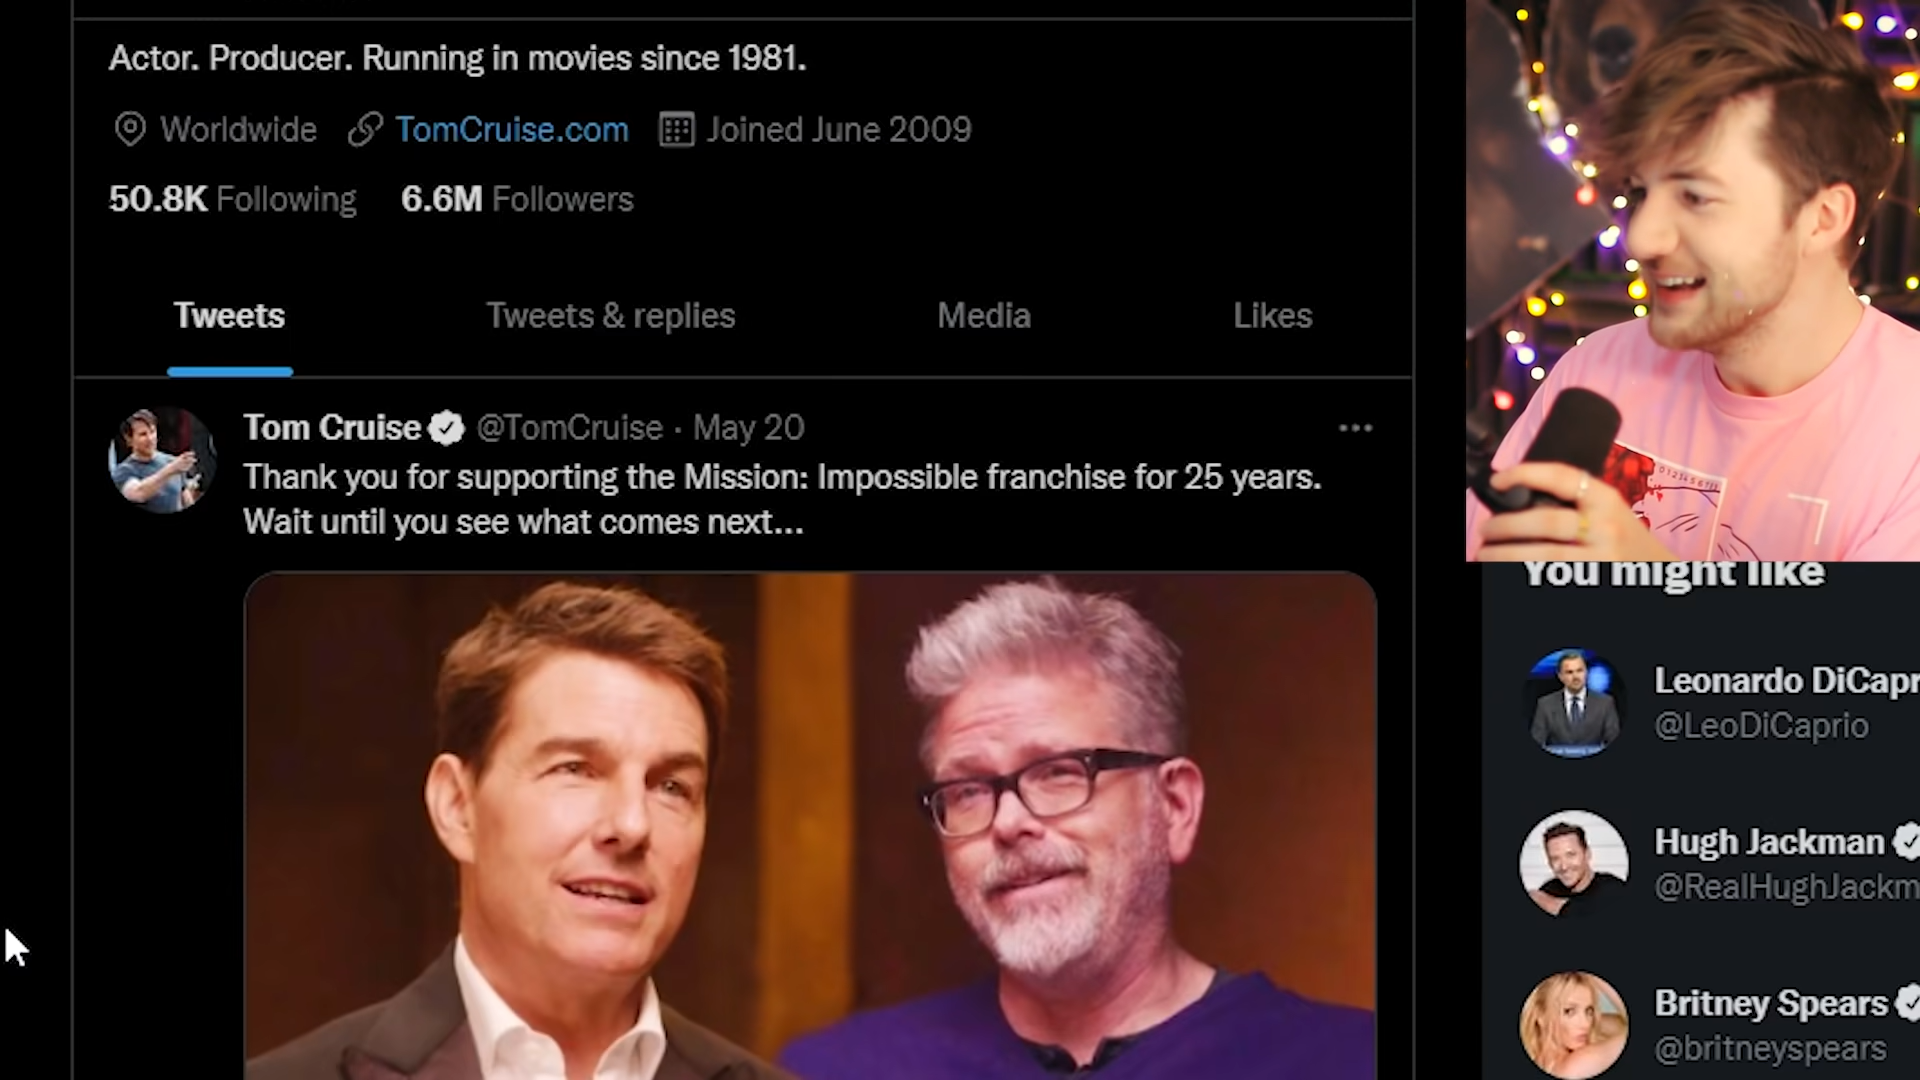 Actor. Producer. Running in movies since 1981.
Worldwide TomCruise.com Joined June 2009
50.8K Following 6.6M Followers
Tweets Tweets & replies Media Likes
Tom Cruise @TomCruise · May 20
Thank you for supporting the Mission: Impossible franchise for 25 years.
Wait until you see what comes next...
You might like
Leonardo DiCapr
@LeoDiCaprio
Hugh Jackman
@RealHughJackm
Britney Spears
@britneyspears